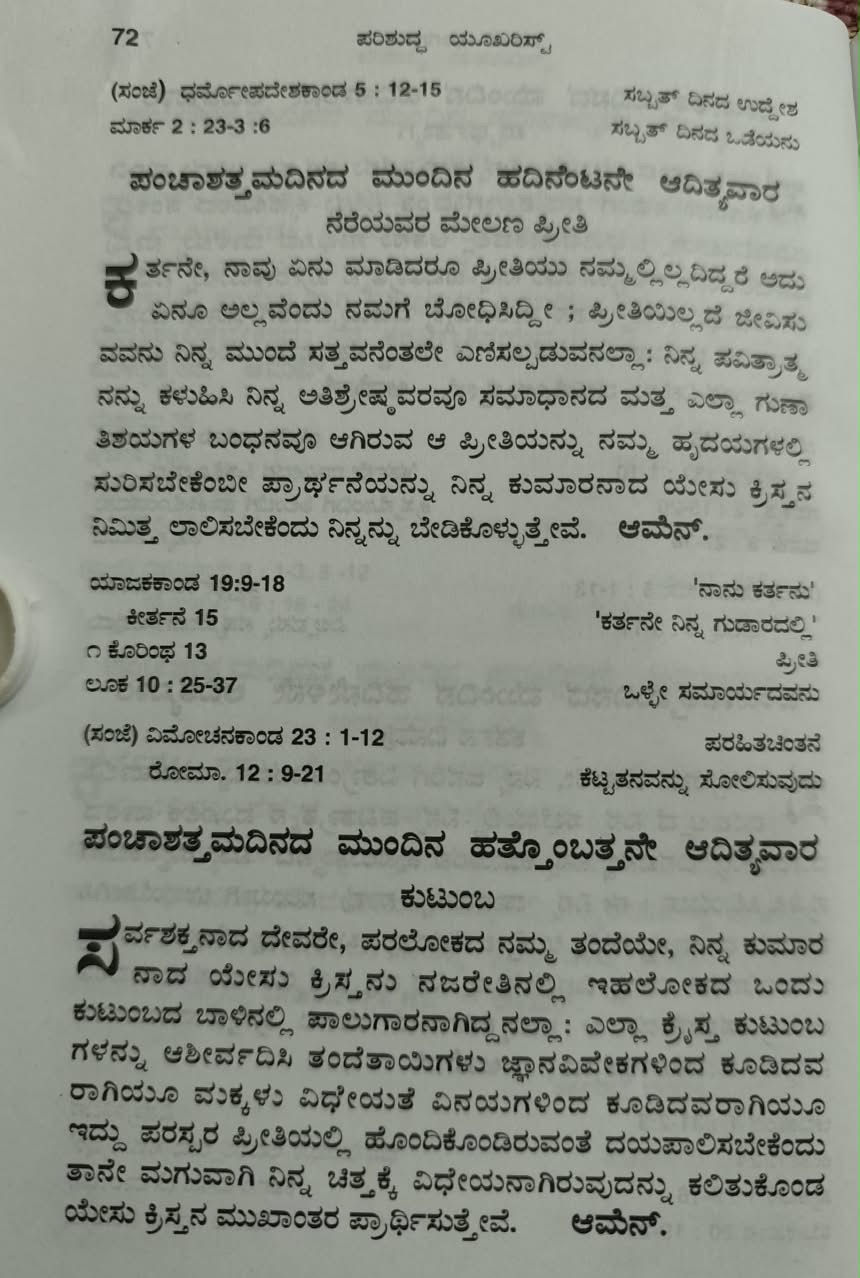 72 ಪರಿಶುದ್ಧ ಯೂಖರಿಸ್ಟ್
(ಸಂಜೆ) ಧರ್ಮೋಪದೇಶಕಾಂಡ 5 : 12-15 ಸಬ್ಬತ್ ದಿನದ ಉದ್ದೇಶ
ಮಾರ್ಕ 2 : 23-3 :6 ಸಬ್ಬತ್ ದಿನದ ಒಡೆಯನು
ಪಂಚಾಶತ್ತಮದಿನದ ಮುಂದಿನ ಹದಿನೆಂಟನೇ ಆದಿತ್ಯವಾರ
ನೆರೆಯವರ ಮೇಲಣ ಪ್ರೀತಿ
ಕರ್ತನೇ, ನಾವು ಏನು ಮಾಡಿದರೂ ಪ್ರೀತಿಯು ನಮ್ಮಲ್ಲಿಲ್ಲದಿದ್ದರೆ ಅದು
ಏನೂ ಅಲ್ಲವೆಂದು ನಮಗೆ ಬೋಧಿಸಿದ್ದೀ ; ಪ್ರೀತಿಯಿಲ್ಲದೆ ಜೀವಿಸು
ವವನು ನಿನ್ನ ಮುಂದೆ ಸತ್ತವನೆಂತಲೇ ಎಣಿಸಲ್ಪಡುವನಲ್ಲಾ: ನಿನ್ನ ಪವಿತ್ರಾತ್ಮ
ನನ್ನು ಕಳುಹಿಸಿ ನಿನ್ನ ಅತಿಶ್ರೇಷ್ಠವರವೂ ಸಮಾಧಾನದ ಮತ್ತ ಎಲ್ಲಾ ಗುಣಾ
ತಿಶಯಗಳ ಬಂಧನವೂ ಆಗಿರುವ ಆ ಪ್ರೀತಿಯನ್ನು ನಮ್ಮ ಹೃದಯಗಳಲ್ಲಿ
ಸುರಿಸಬೇಕೆಂಬೀ ಪ್ರಾರ್ಥನೆಯನ್ನು ನಿನ್ನ ಕುಮಾರನಾದ ಯೇಸು ಕ್ರಿಸ್ತನ
ನಿಮಿತ್ತ ಲಾಲಿಸಬೇಕೆಂದು ನಿನ್ನನ್ನು ಬೇಡಿಕೊಳ್ಳುತ್ತೇವೆ. ಆಮೆನ್.
ಯಾಜಕಕಾಂಡ 19:9-18 'ನಾನು ಕರ್ತನು'
ಕೀರ್ತನೆ 15 'ಕರ್ತನೇ ನಿನ್ನ ಗುಡಾರದಲ್ಲಿ'
೧ ಕೊರಿಂಥ 13 ಪ್ರೀತಿ
ಲೂಕ 10 : 25-37 ಒಳ್ಳೇ ಸಮಾರ್ಯದವನು
(ಸಂಜೆ) ವಿಮೋಚನಕಾಂಡ 23 : 1-12 ಪರಹಿತಚಿಂತನೆ
ರೋಮಾ. 12 : 9-21 ಕೆಟ್ಟತನವನ್ನು ಸೋಲಿಸುವುದು
ಪಂಚಾಶತ್ತಮದಿನದ ಮುಂದಿನ ಹತ್ತೊಂಬತ್ತನೇ ಆದಿತ್ಯವಾರ
ಕುಟುಂಬ
ಸರ್ವಶಕ್ತನಾದ ದೇವರೇ, ಪರಲೋಕದ ನಮ್ಮ ತಂದೆಯೇ, ನಿನ್ನ ಕುಮಾರ
ನಾದ ಯೇಸು ಕ್ರಿಸ್ತನು ನಜರೇತಿನಲ್ಲಿ ಇಹಲೋಕದ ಒಂದು
ಕುಟುಂಬದ ಬಾಳಿನಲ್ಲಿ ಪಾಲುಗಾರನಾಗಿದ್ದನಲ್ಲಾ: ಎಲ್ಲಾ ಕ್ರೈಸ್ತ ಕುಟುಂಬ
ಗಳನ್ನು ಆಶೀರ್ವದಿಸಿ ತಂದೆತಾಯಿಗಳು ಜ್ಞಾನವಿವೇಕಗಳಿಂದ ಕೂಡಿದವ
ರಾಗಿಯೂ ಮಕ್ಕಳು ವಿಧೇಯತೆ ವಿನಯಗಳಿಂದ ಕೂಡಿದವರಾಗಿಯೂ
ಇದ್ದು ಪರಸ್ಪರ ಪ್ರೀತಿಯಲ್ಲಿ ಹೊಂದಿಕೊಂಡಿರುವಂತೆ ದಯಪಾಲಿಸಬೇಕೆಂದು
ತಾನೇ ಮಗುವಾಗಿ ನಿನ್ನ ಚಿತ್ತಕ್ಕೆ ವಿಧೇಯನಾಗಿರುವುದನ್ನು ಕಲಿತುಕೊಂಡ
ಯೇಸು ಕ್ರಿಸ್ತನ ಮುಖಾಂತರ ಪ್ರಾರ್ಥಿಸುತ್ತೇವೆ. ಆಮೆನ್.